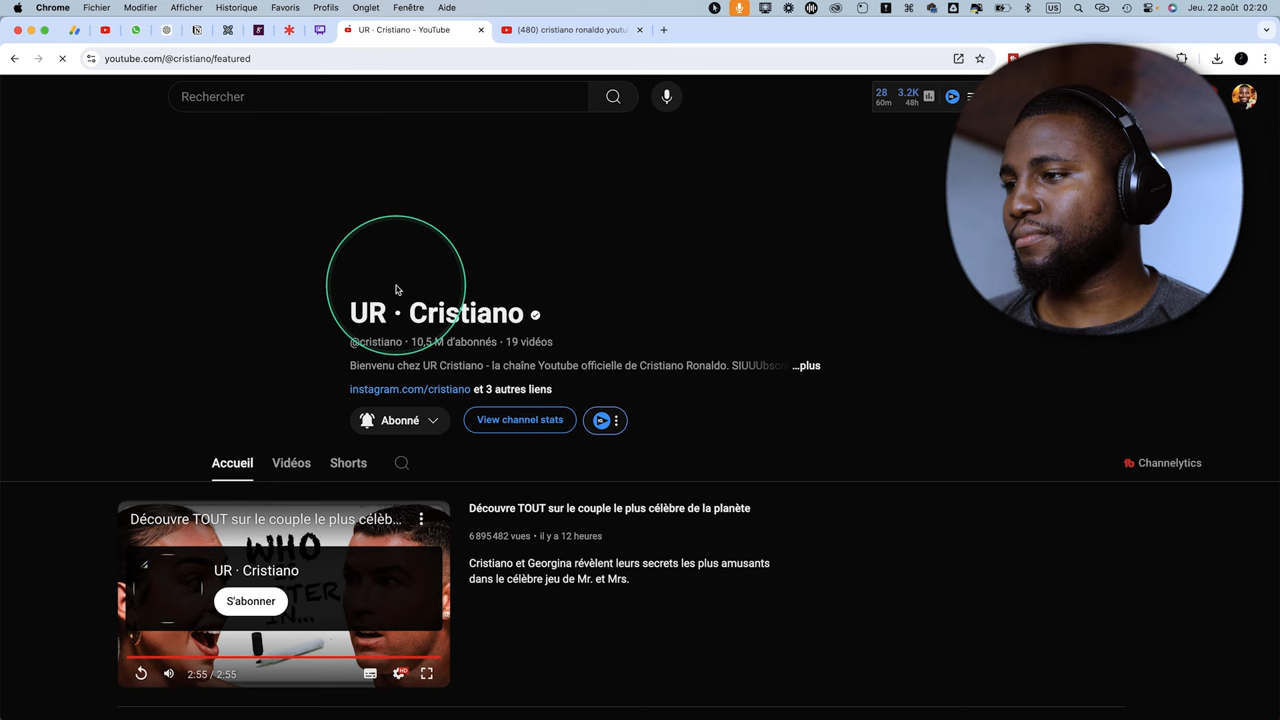 Chrome Fichier Modifier Afficher Historique Favoris Profils Onglet Fenêtre Aide
US Jeu. 22 août 02:20
UR · Cristiano - YouTube
(480) cristiano ronaldo youtu
youtube.com/@cristiano/featured
Rechercher
28 3.2K
60m 48h
UR · Cristiano
@cristiano · 10,5 M d'abonnés · 19 vidéos
Bienvenu chez UR Cristiano - la chaîne Youtube officielle de Cristiano Ronaldo. SIUUUbscri ...plus
instagram.com/cristiano et 3 autres liens
Abonné View channel stats
Accueil Vidéos Shorts Channelytics
Découvre TOUT sur le couple le plus célèb...
WHO
UR · Cristiano
S'abonner
IN...
2:55 / 2:55
HD
Découvre TOUT sur le couple le plus célèbre de la planète
6 895 482 vues • il y a 12 heures
Cristiano et Georgina révèlent leurs secrets les plus amusants
dans le célèbre jeu de Mr. et Mrs.